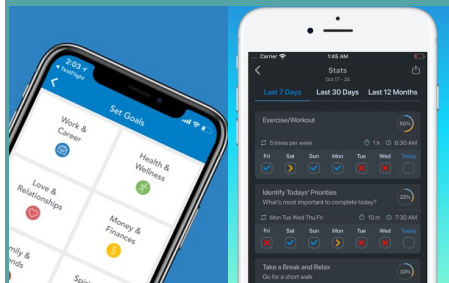 2:03
TestFlight
Set Goals
Work &
Career
Health &
Wellness
Love &
Relationships
Money &
Finances
Carrier
1:45 AM
Stats
Oct 17 - 24
Last 7 Days
Last 30 Days
Last 12 Months
Exercise/Workout
50%
5 times per week
1 h
6:30 AM
Fri Sat Sun Mon Tue Wed Today
Identify Todays' Priorities
What's most important to complete today?
33%
Mon Tue Wed Thu Fri
10 m
7:30 AM
Fri Sat Sun Mon Tue Wed Today
Take a Break and Relax
Go for a short walk
33%